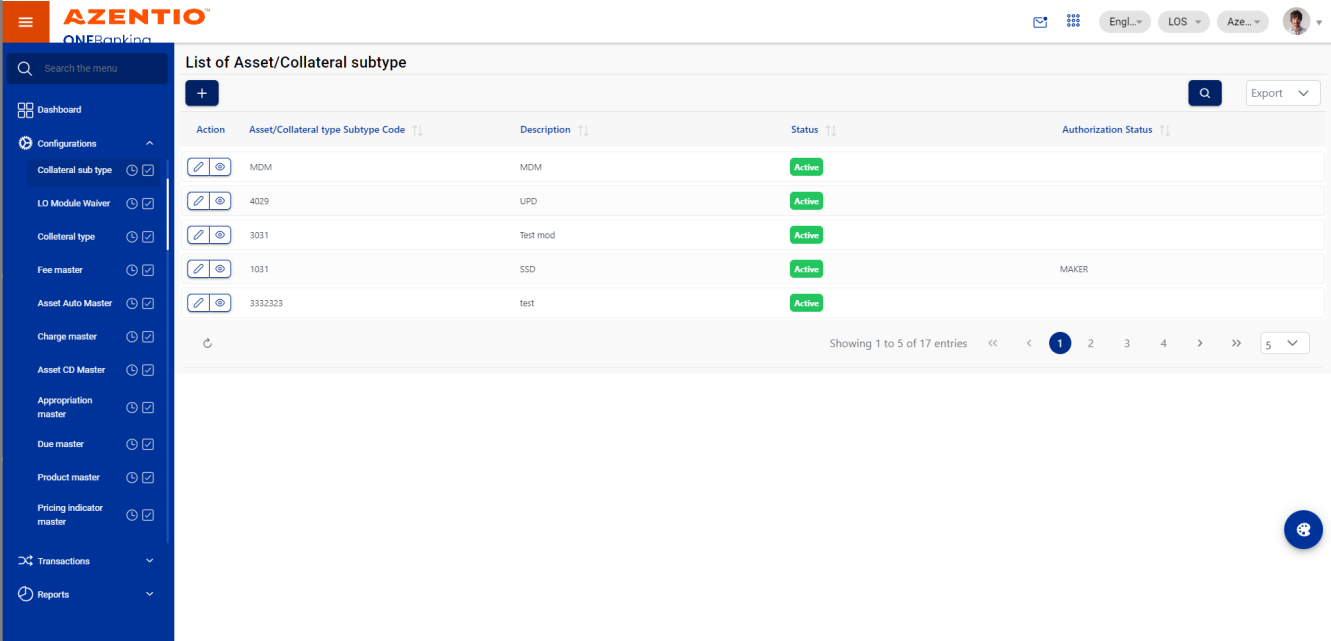 AZENTIO™
ONEBanking
Engl...
LOS
Aze...
Search the menu
Dashboard
Configurations
Collateral sub type
LO Module Waiver
Colleteral type
Fee master
Asset Auto Master
Charge master
Asset CD Master
Appropriation
master
Due master
Product master
Pricing indicator
master
Transactions
Reports
List of Asset/Collateral subtype
+
Export
Action Asset/Collateral type Subtype Code Description Status Authorization Status
MDM MDM Active
4029 UPD Active
3031 Test mod Active
1031 SSD Active MAKER
3332323 test Active
Showing 1 to 5 of 17 entries « < 1 2 3 4 > » 5